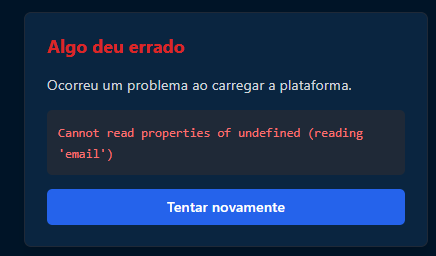 Algo deu errado
Ocorreu um problema ao carregar a plataforma.
Cannot read properties of undefined (reading
'email')
Tentar novamente